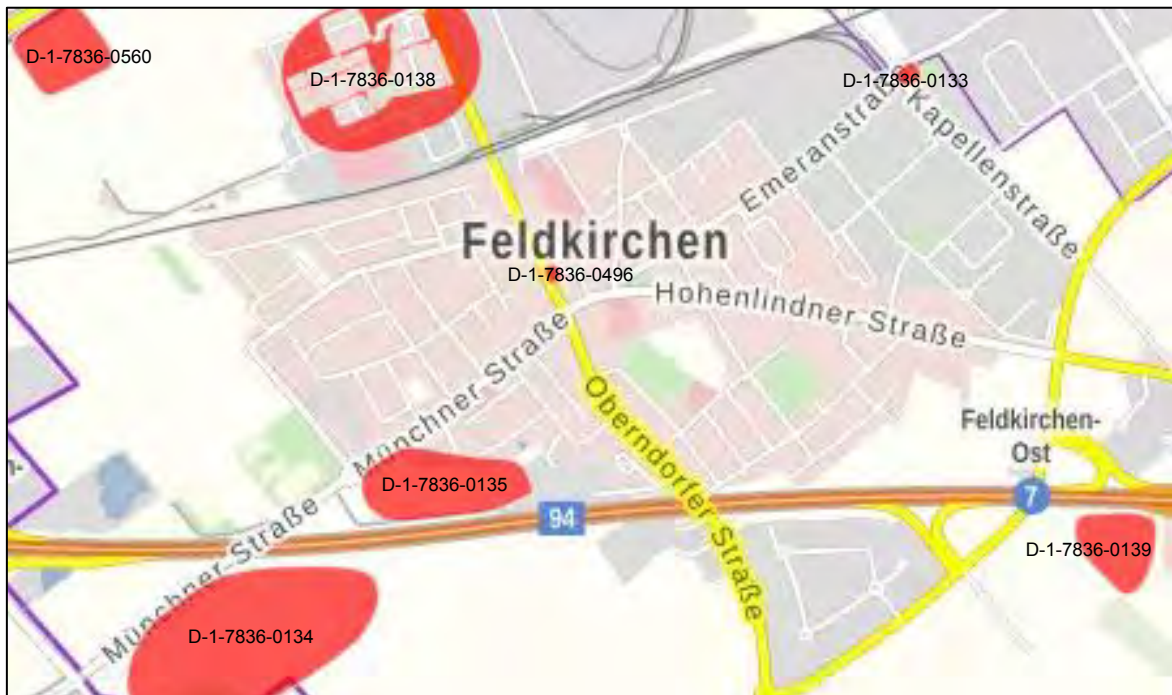 D-1-7836-0560
D-1-7836-0138
D-1-7836-0133
Emeranstraße
Kapellenstraße
Feldkirchen
D-1-7836-0496
Hohenlindner Straße
Münchner Straße
Oberndorfer Straße
Feldkirchen-
Ost
D-1-7836-0135
94
7
Münchner-Straße
D-1-7836-0139
D-1-7836-0134